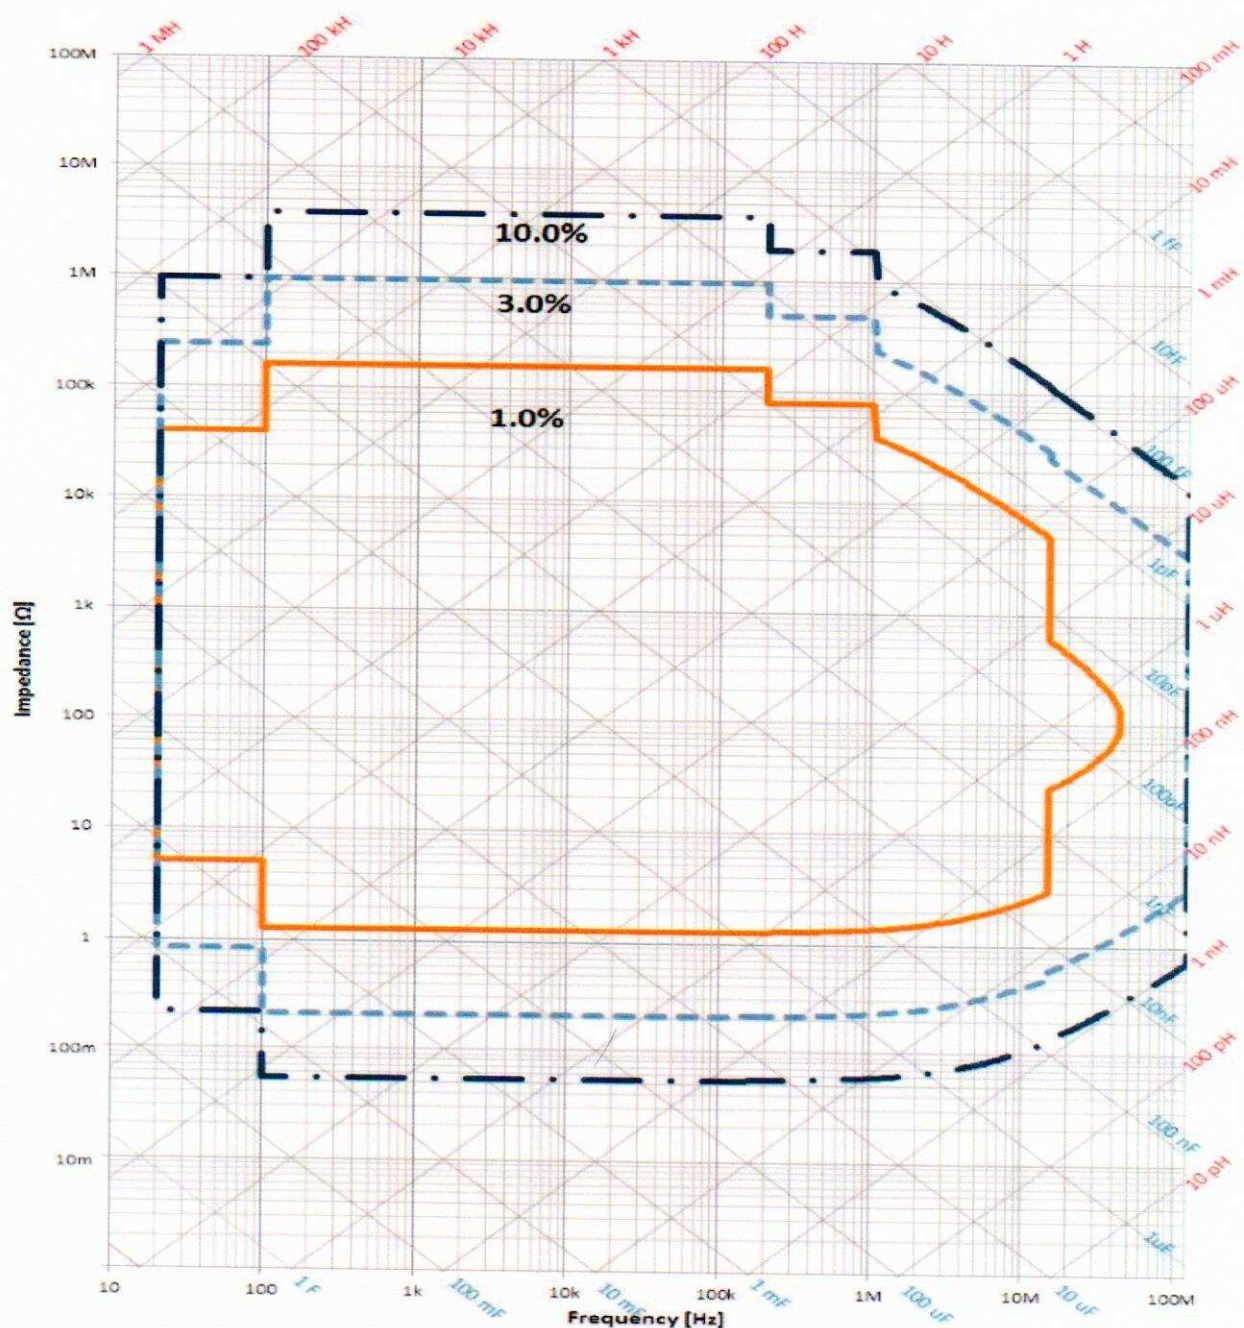 1 MH
100 kH
10 kH
1 kH
100 H
10 H
1 H
100 mH
100M
10M
10 mH
1 fF
10.0%
1M
1 mH
3.0%
10fF
100k
100 uH
1.0%
100 fF
10k
10 uH
1pF
1k
1 uH
Impedance [Ω]
10pF
100
100 nH
100pF
10
10 nH
1nF
1
1 nH
10nF
100m
100 pH
100 nF
10m
10 pH
1uF
10
100
1 F
1k
100 mF
10k
10 mF
100k
1 mF
1M
100 uF
10M
10 uF
100M
Frequency [Hz]